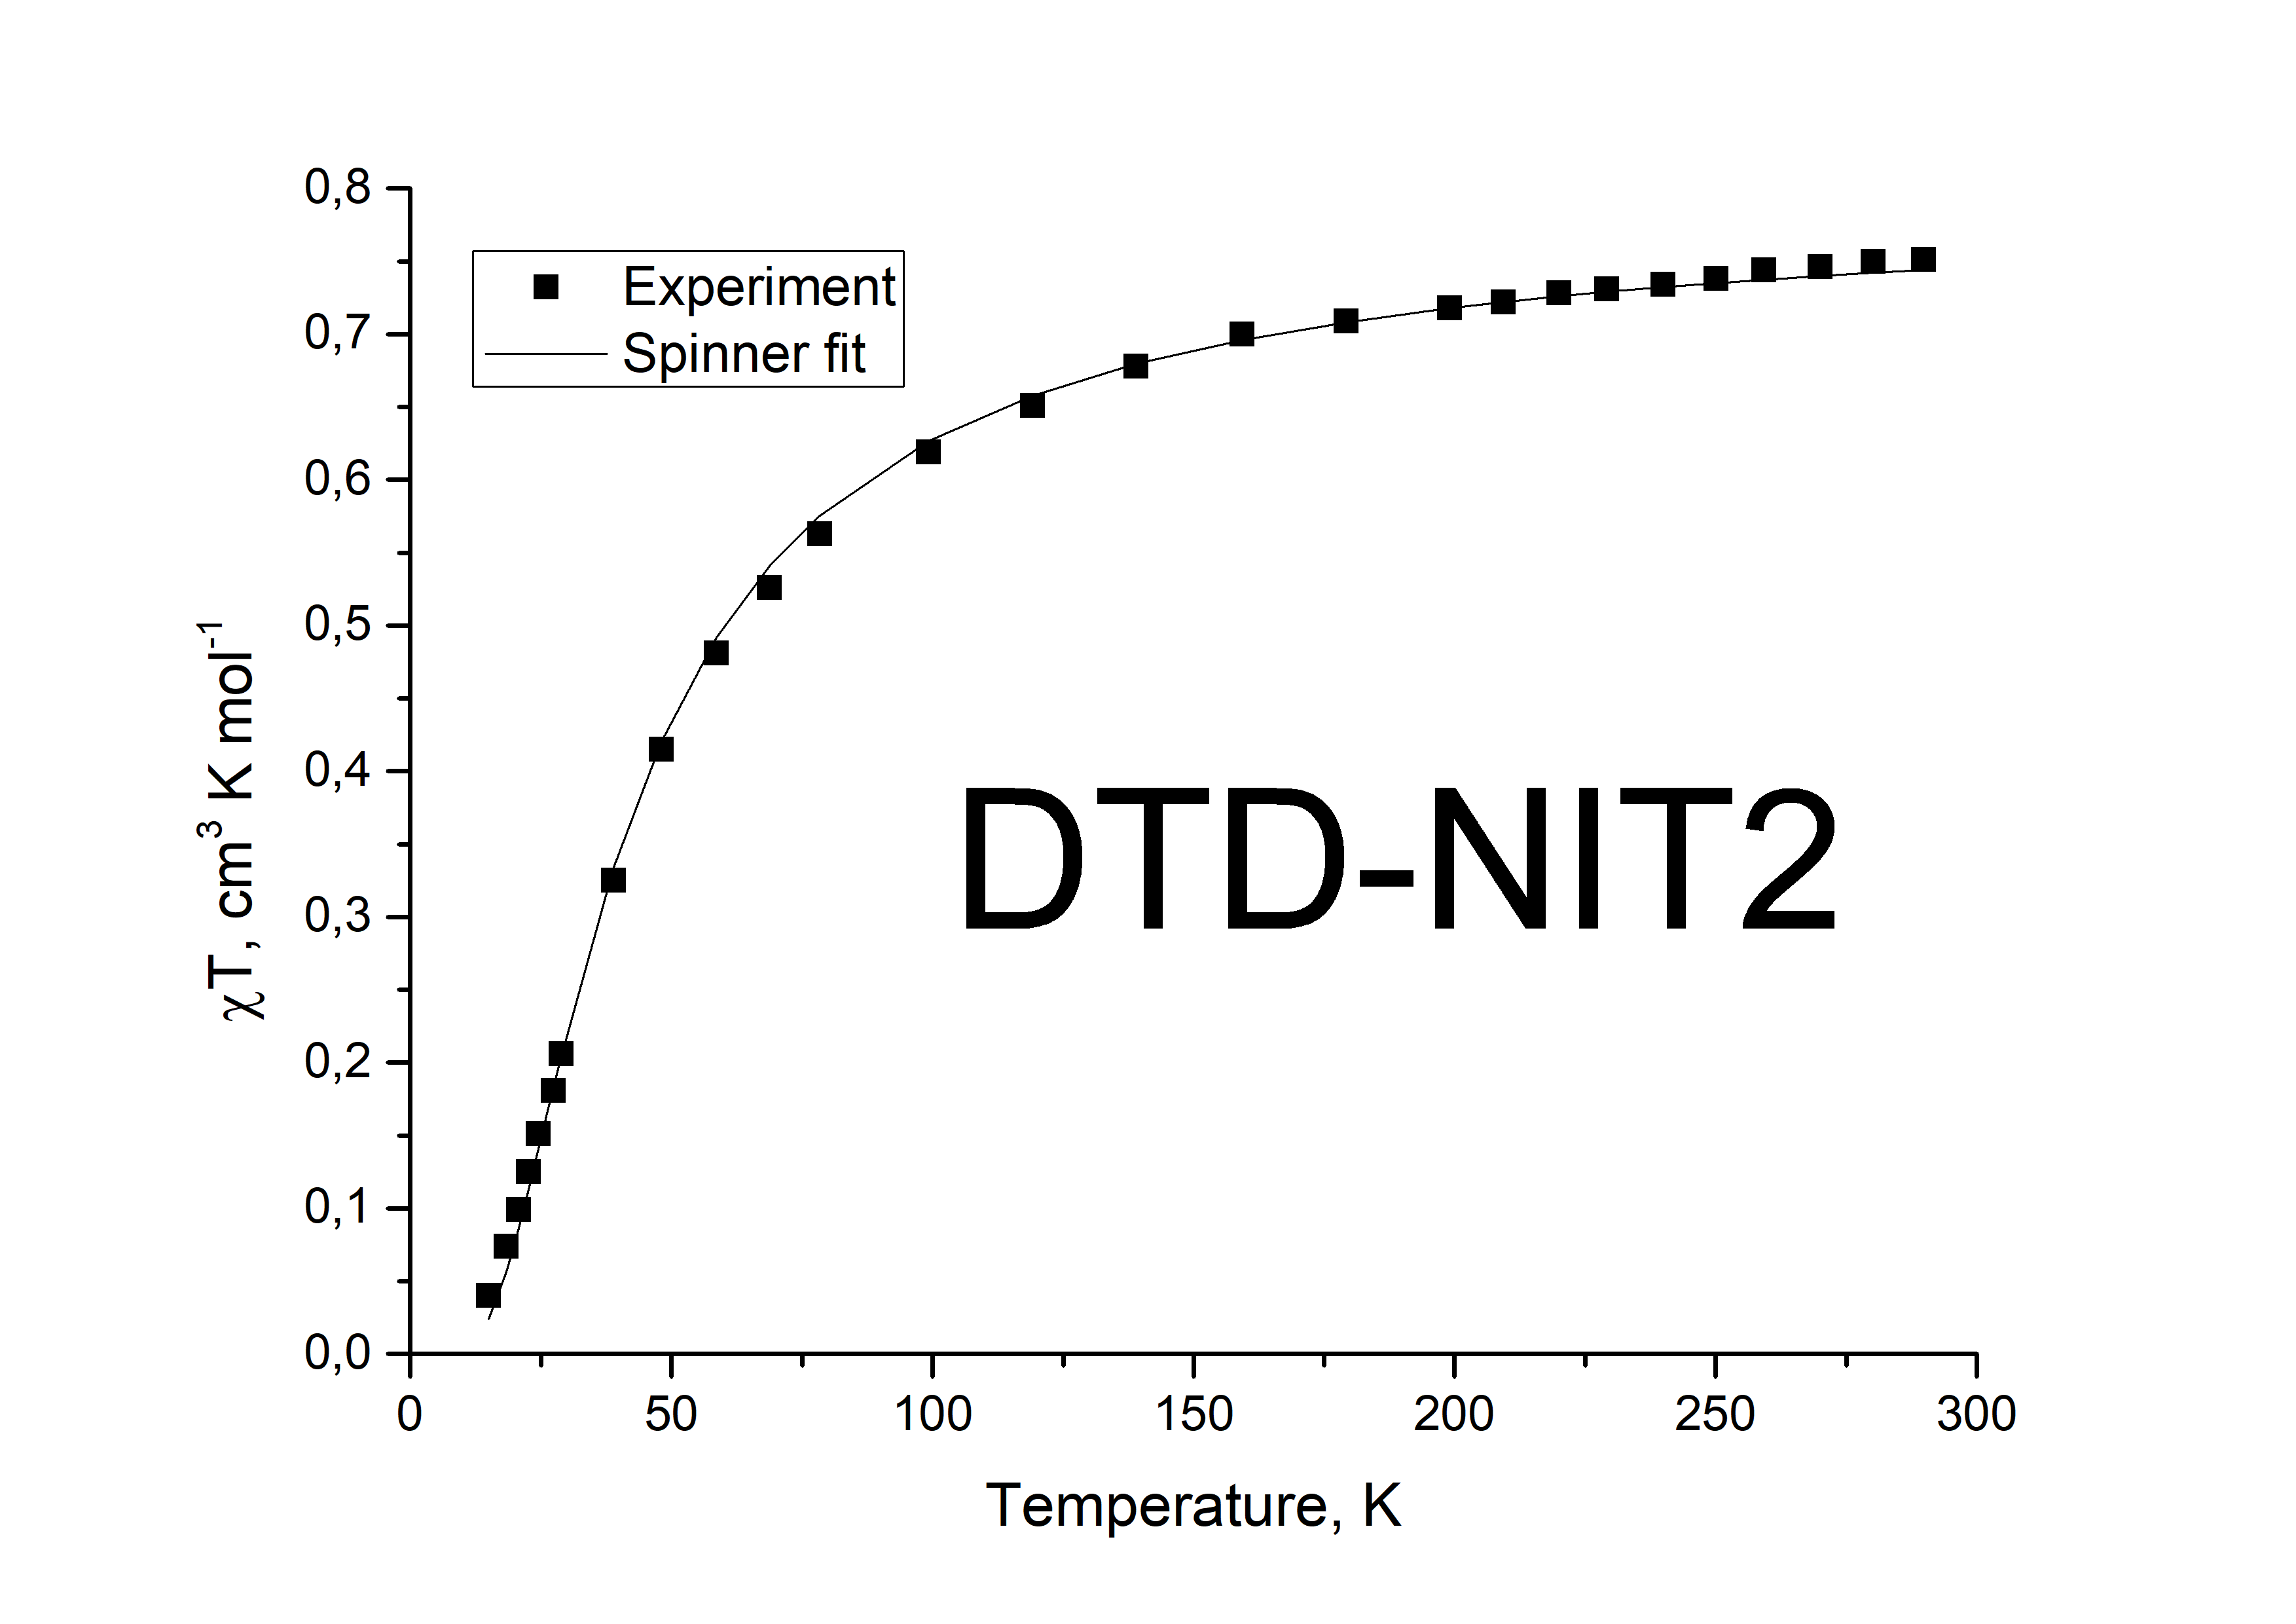 0,8
0,7
0,6
0,5
0,4
0,3
0,2
0,1
0,0
χT, cm³ K mol⁻¹
Experiment
Spinner fit
DTD-NIT2
0 50 100 150 200 250 300
Temperature, K